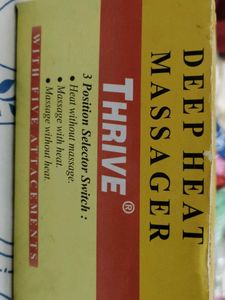 DEEP HEAT
MASSAGER
THRIVE®
3 Position Selector Switch :
• Heat without massage.
• Massage with heat.
• Massage without heat.
WITH FIVE ATTACEMENTS